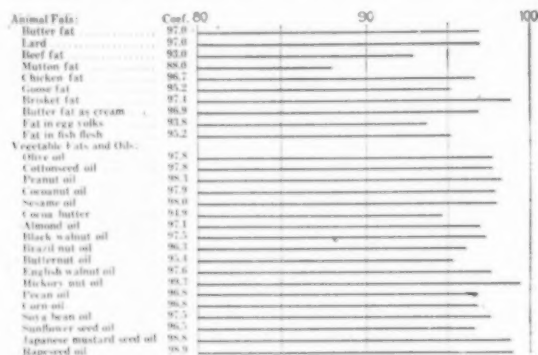 Animal Fats: Coef. 80 90 100
Butter fat 97.0
Lard 97.0
Beef fat 93.0
Mutton fat 88.0
Chicken fat 96.7
Goose fat 95.2
Brisket fat 97.4
Butter fat as cream 96.9
Fat in egg yolks 93.8
Fat in fish flesh 95.2
Vegetable Fats and Oils:
Olive oil 97.8
Cottonseed oil 97.8
Peanut oil 98.3
Cocoanut oil 97.9
Sesame oil 98.0
Cocoa butter 94.9
Almond oil 97.1
Black walnut oil 97.5
Brazil nut oil 96.3
Butternut oil 95.4
English walnut oil 97.6
Hickory nut oil 99.3
Pecan oil 96.8
Corn oil 96.8
Soya bean oil 97.5
Sunflower seed oil 96.5
Japanese mustard seed oil 98.8
Rapeseed oil 98.9